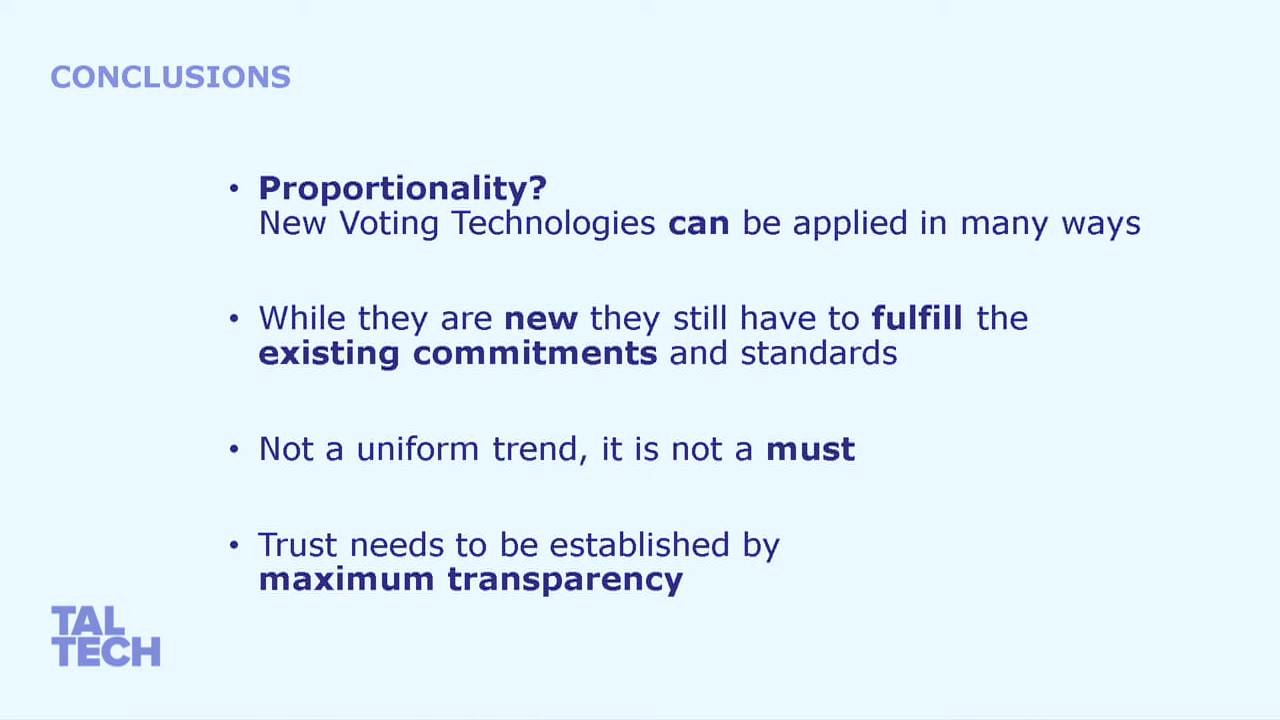 CONCLUSIONS
• Proportionality?
New Voting Technologies can be applied in many ways
• While they are new they still have to fulfill the
existing commitments and standards
• Not a uniform trend, it is not a must
• Trust needs to be established by
maximum transparency
TAL
TECH